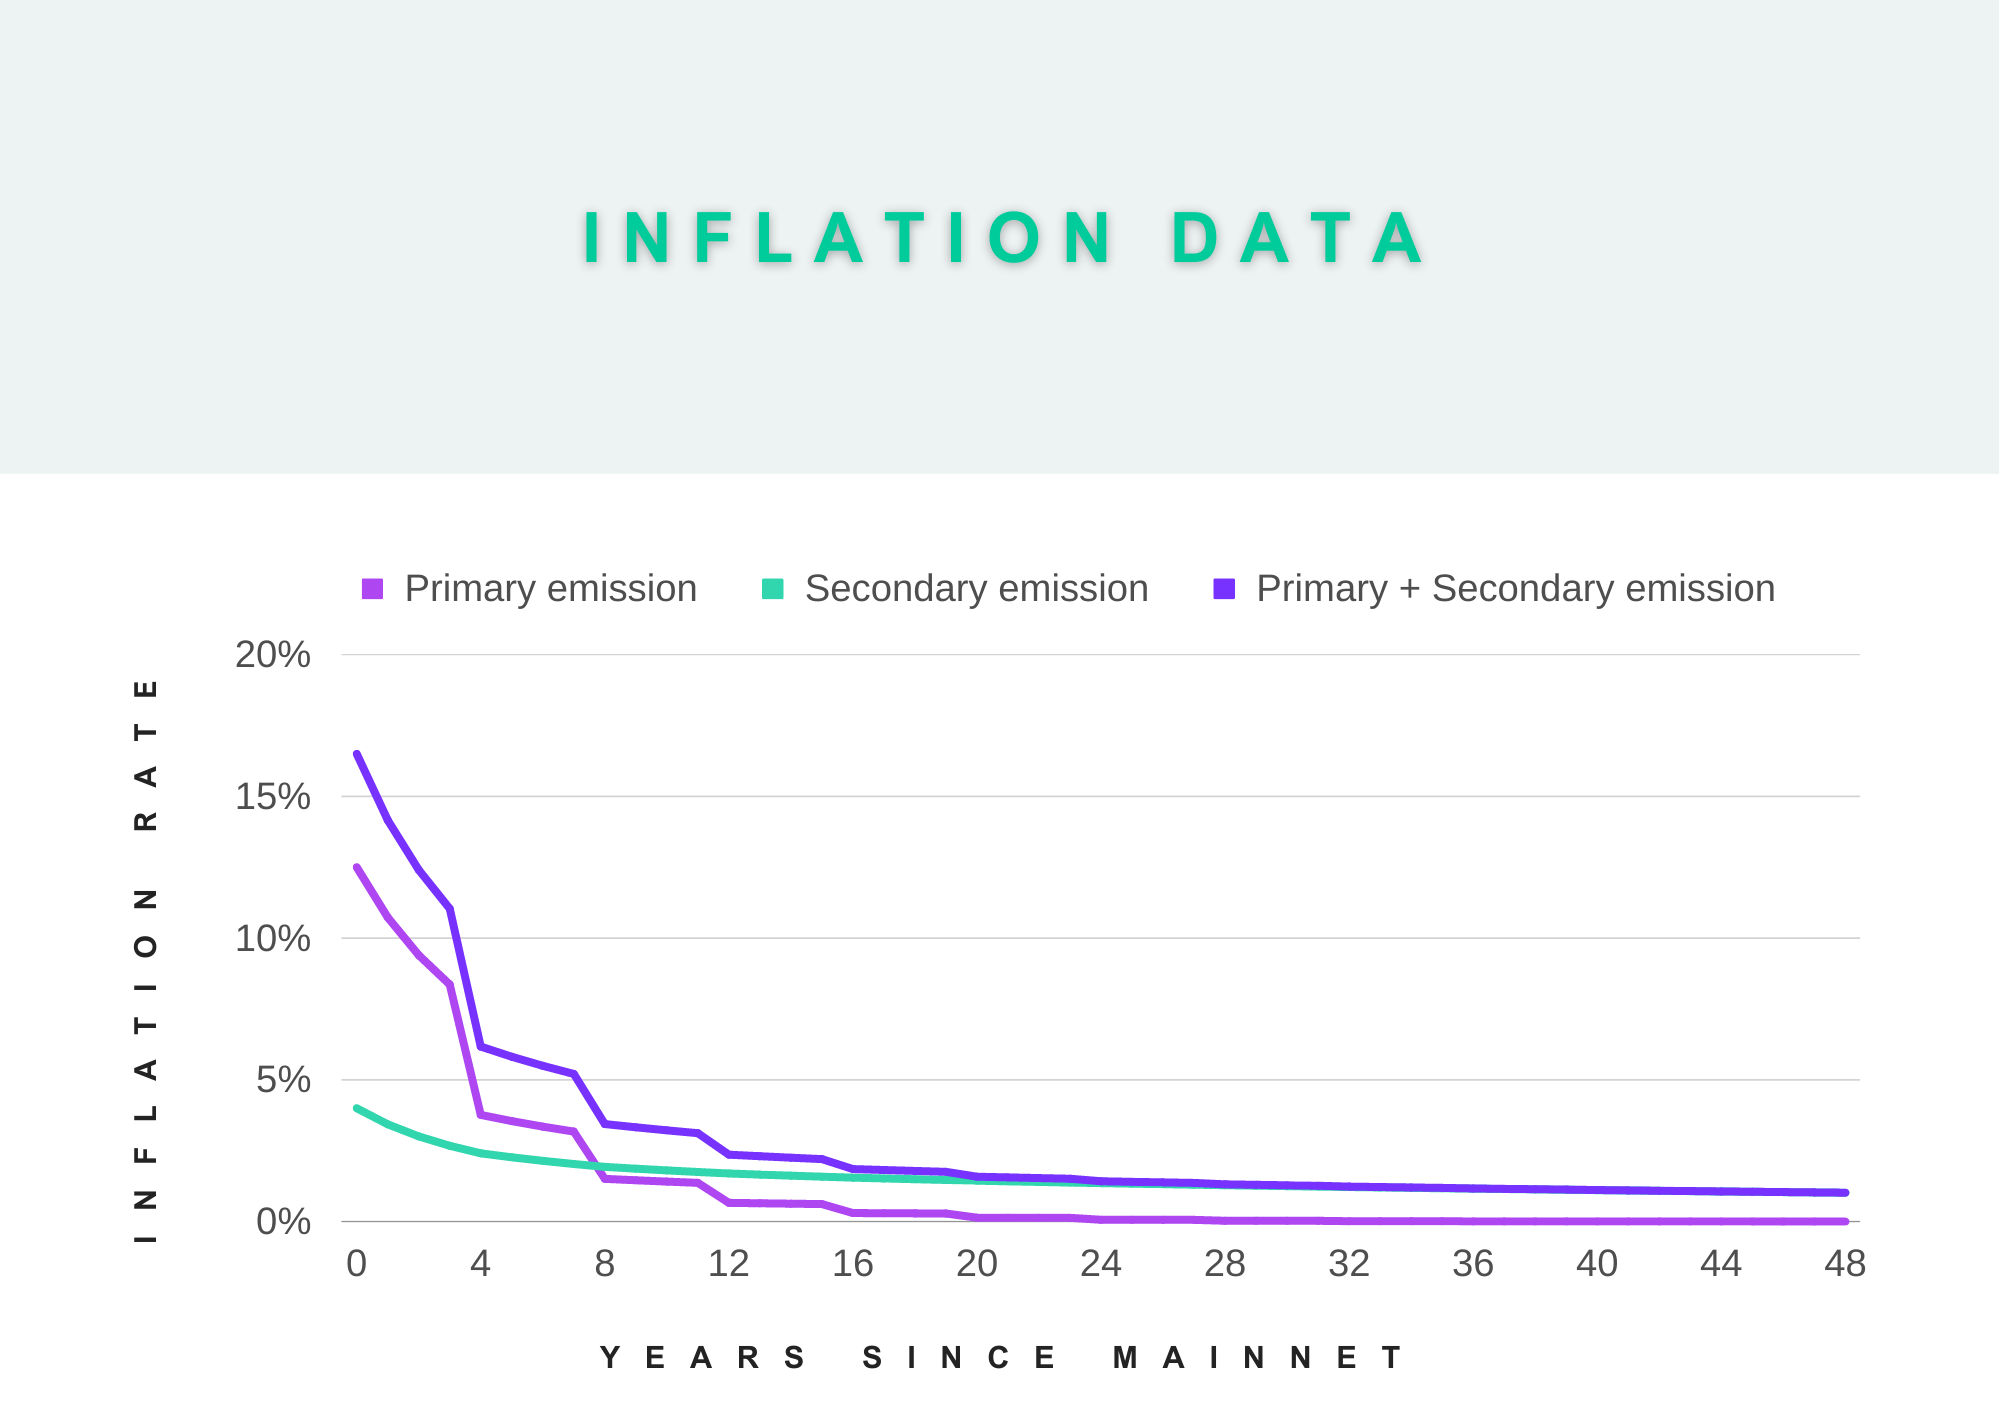 INFLATION DATA
Primary emission Secondary emission Primary + Secondary emission
20%
15%
10%
5%
0%
INFLATION RATE
0 4 8 12 16 20 24 28 32 36 40 44 48
YEARS SINCE MAINNET